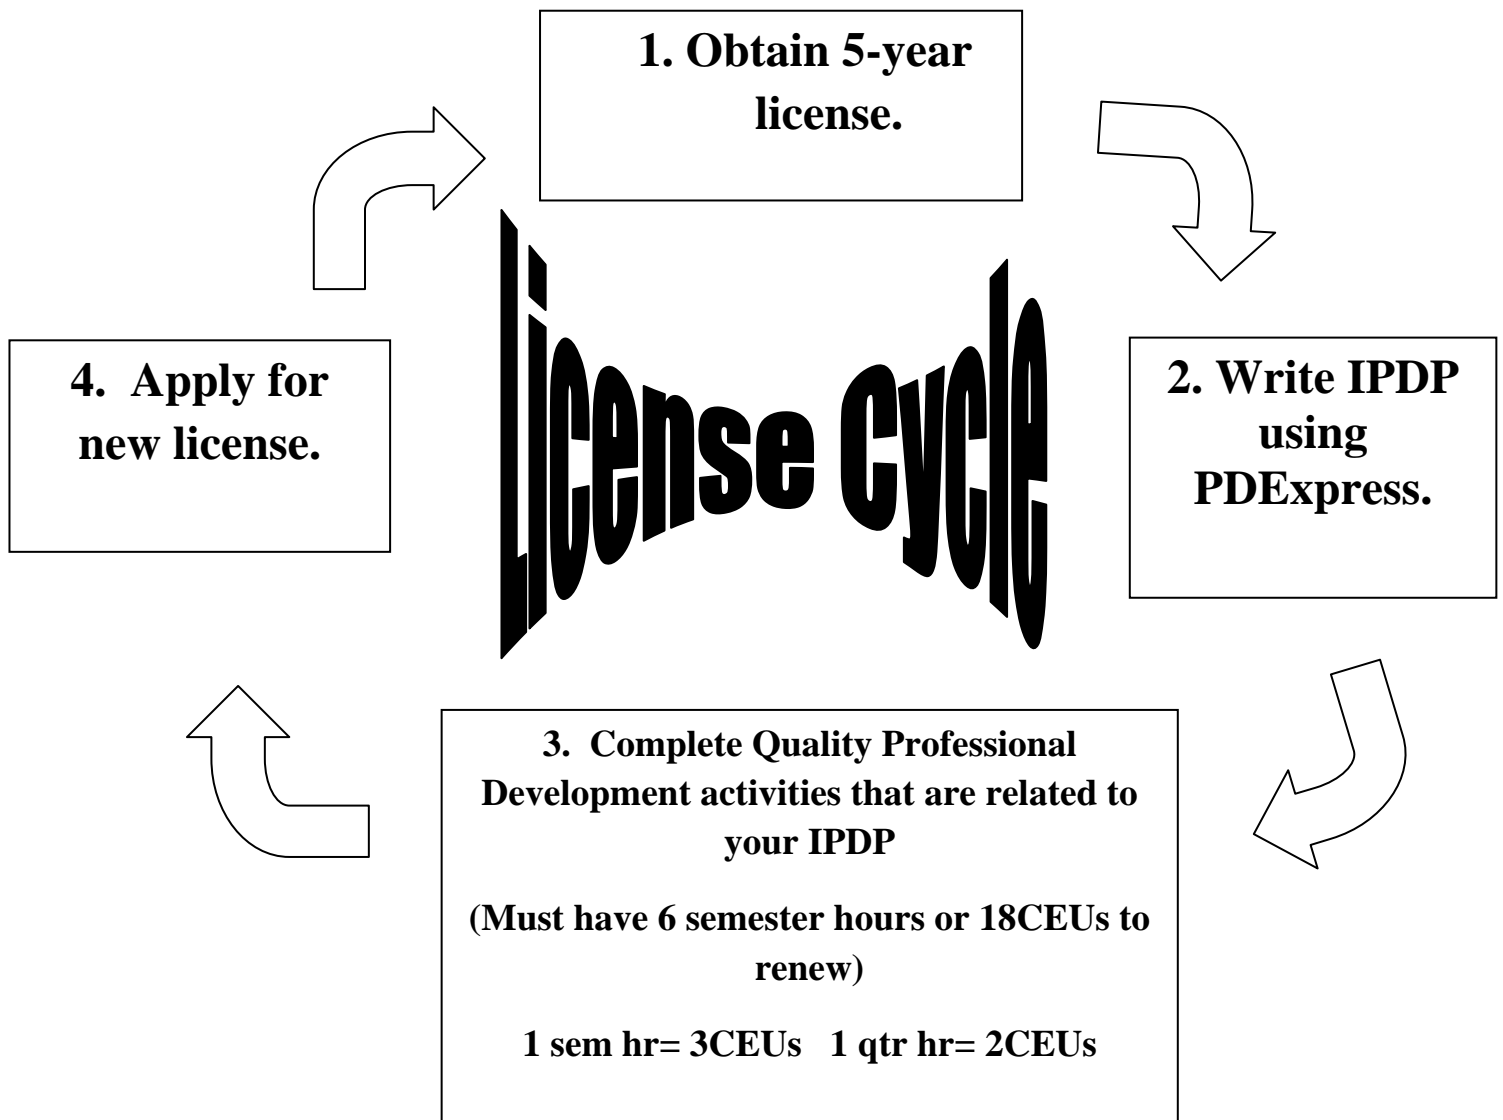 1. Obtain 5-year
license.
License Cycle
2. Write IPDP
using
PDExpress.
3. Complete Quality Professional
Development activities that are related to
your IPDP
(Must have 6 semester hours or 18CEUs to
renew)
1 sem hr= 3CEUs 1 qtr hr= 2CEUs
4. Apply for
new license.